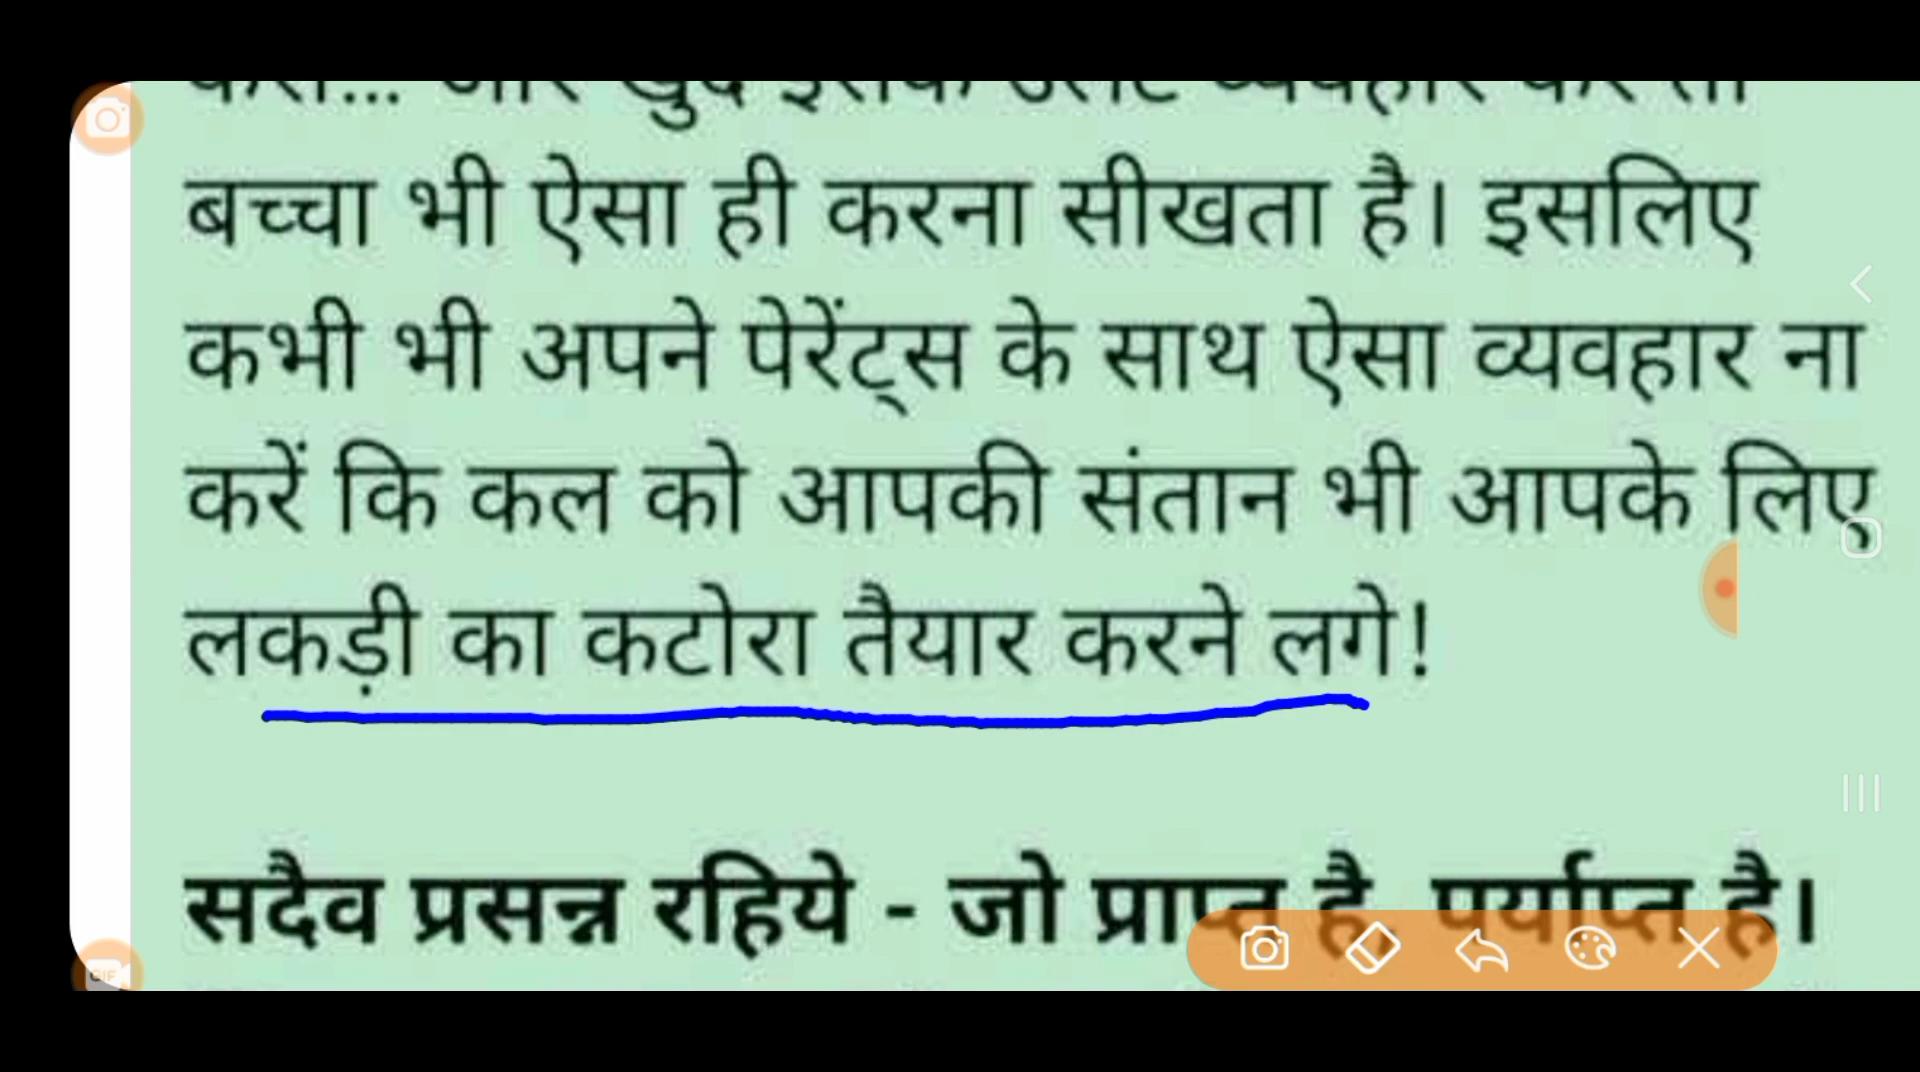 बच्चा भी ऐसा ही करना सीखता है। इसलिए
कभी भी अपने पेरेंट्स के साथ ऐसा व्यवहार ना
करें कि कल को आपकी संतान भी आपके लिए
लकड़ी का कटोरा तैयार करने लगे!
सदैव प्रसन्न रहिये - जो प्राप्त है, पर्याप्त है।
GIF